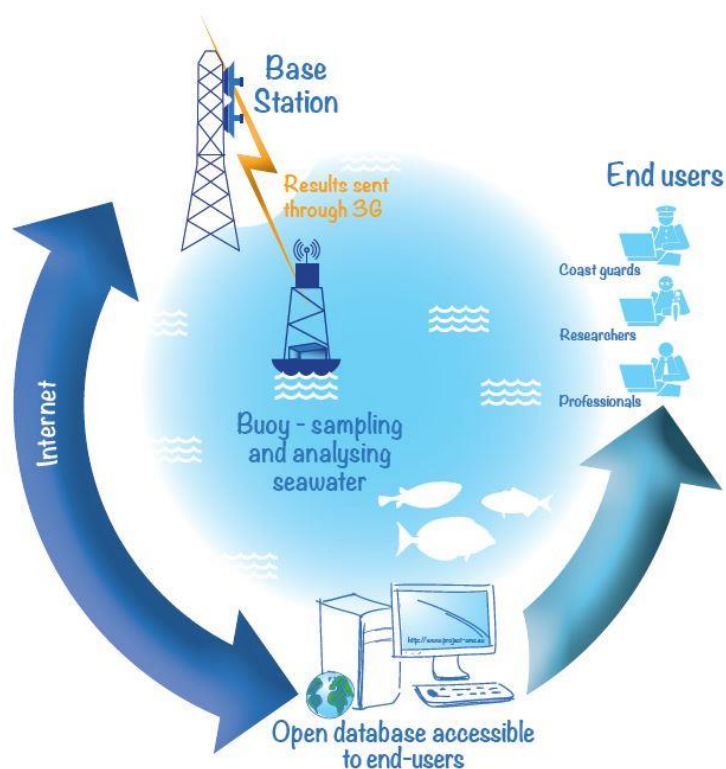 Base
Station
Results sent
through 3G
End users
Coast guards
Researchers
Professionals
Internet
Buoy - sampling
and analysing
seawater
Open database accessible
to end-users